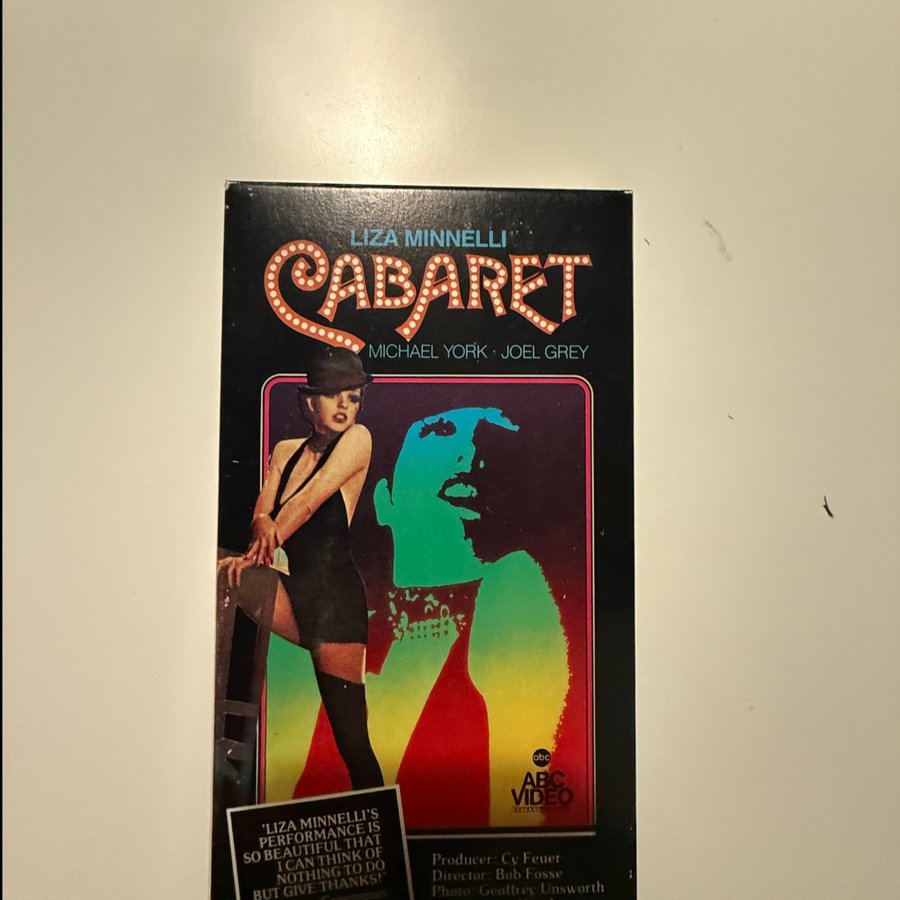 LIZA MINNELLI
CABARET
MICHAEL YORK · JOEL GREY
abc
ABC
VIDEO
'LIZA MINNELLI'S
PERFORMANCE IS
SO BEAUTIFUL THAT
I CAN THINK OF
NOTHING TO DO
BUT GIVE THANKS!'
Producer: Cy Feuer
Director: Bob Fosse
Photo: Geoffrey Unsworth